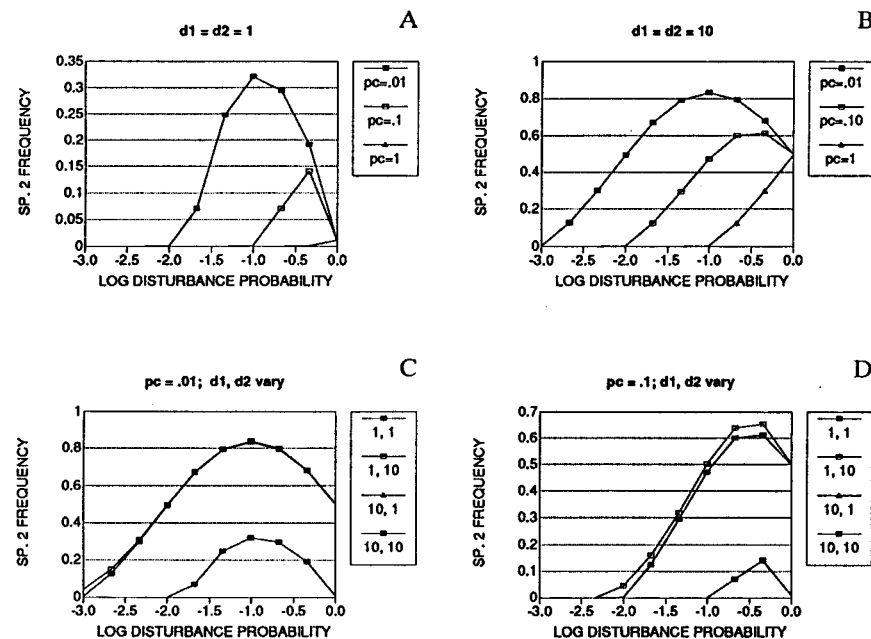 A
d1 = d2 = 1
SP. 2 FREQUENCY
0.35
0.3
0.25
0.2
0.15
0.1
0.05
0
-3.0 -2.5 -2.0 -1.5 -1.0 -0.5 0.0
LOG DISTURBANCE PROBABILITY
pc=.01
pc=.1
pc=1
B
d1 = d2 = 10
SP. 2 FREQUENCY
1
0.8
0.6
0.4
0.2
0
-3.0 -2.5 -2.0 -1.5 -1.0 -0.5 0.0
LOG DISTURBANCE PROBABILITY
pc=.01
pc=.10
pc=1
C
pc = .01; d1, d2 vary
SP. 2 FREQUENCY
1
0.8
0.6
0.4
0.2
0
-3.0 -2.5 -2.0 -1.5 -1.0 -0.5 0.0
LOG DISTURBANCE PROBABILITY
1, 1
1, 10
10, 1
10, 10
D
pc = .1; d1, d2 vary
SP. 2 FREQUENCY
0.7
0.6
0.5
0.4
0.3
0.2
0.1
0
-3.0 -2.5 -2.0 -1.5 -1.0 -0.5 0.0
LOG DISTURBANCE PROBABILITY
1, 1
1, 10
10, 1
10, 10